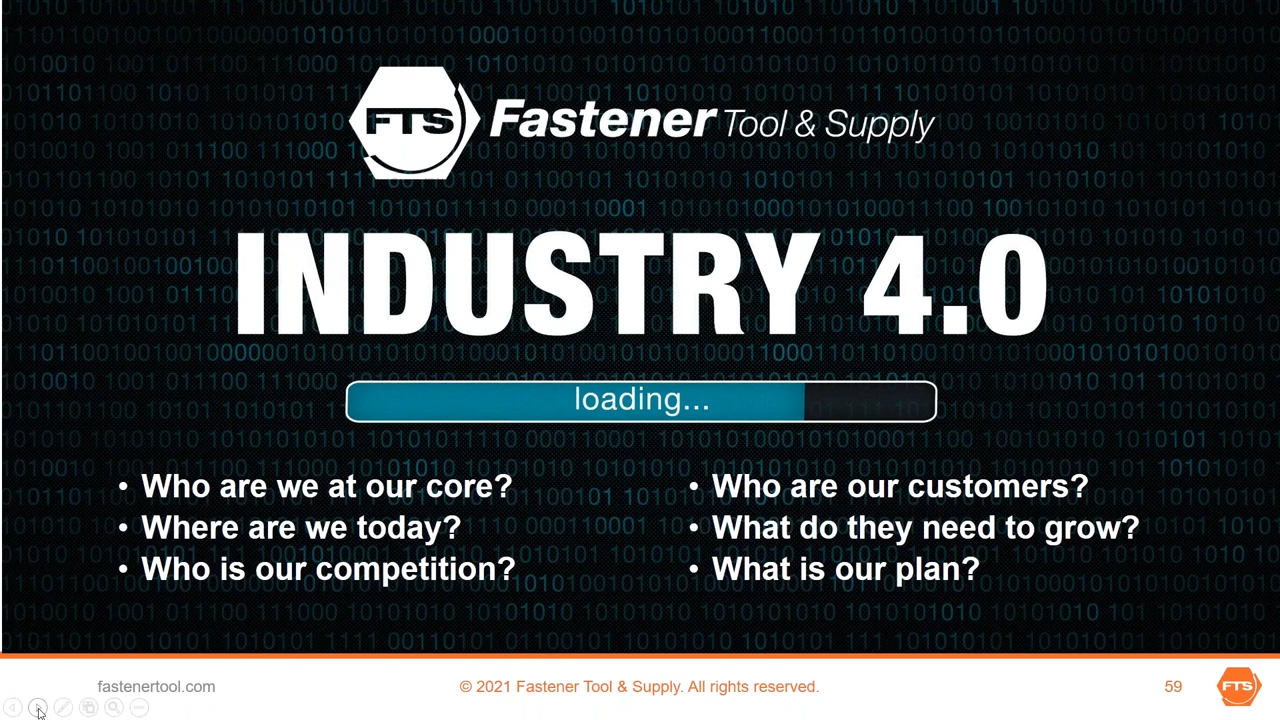 FTS Fastener Tool & Supply
INDUSTRY 4.0
loading...
• Who are we at our core?
• Where are we today?
• Who is our competition?
• Who are our customers?
• What do they need to grow?
• What is our plan?
fastenertool.com
© 2021 Fastener Tool & Supply. All rights reserved.
59
FTS